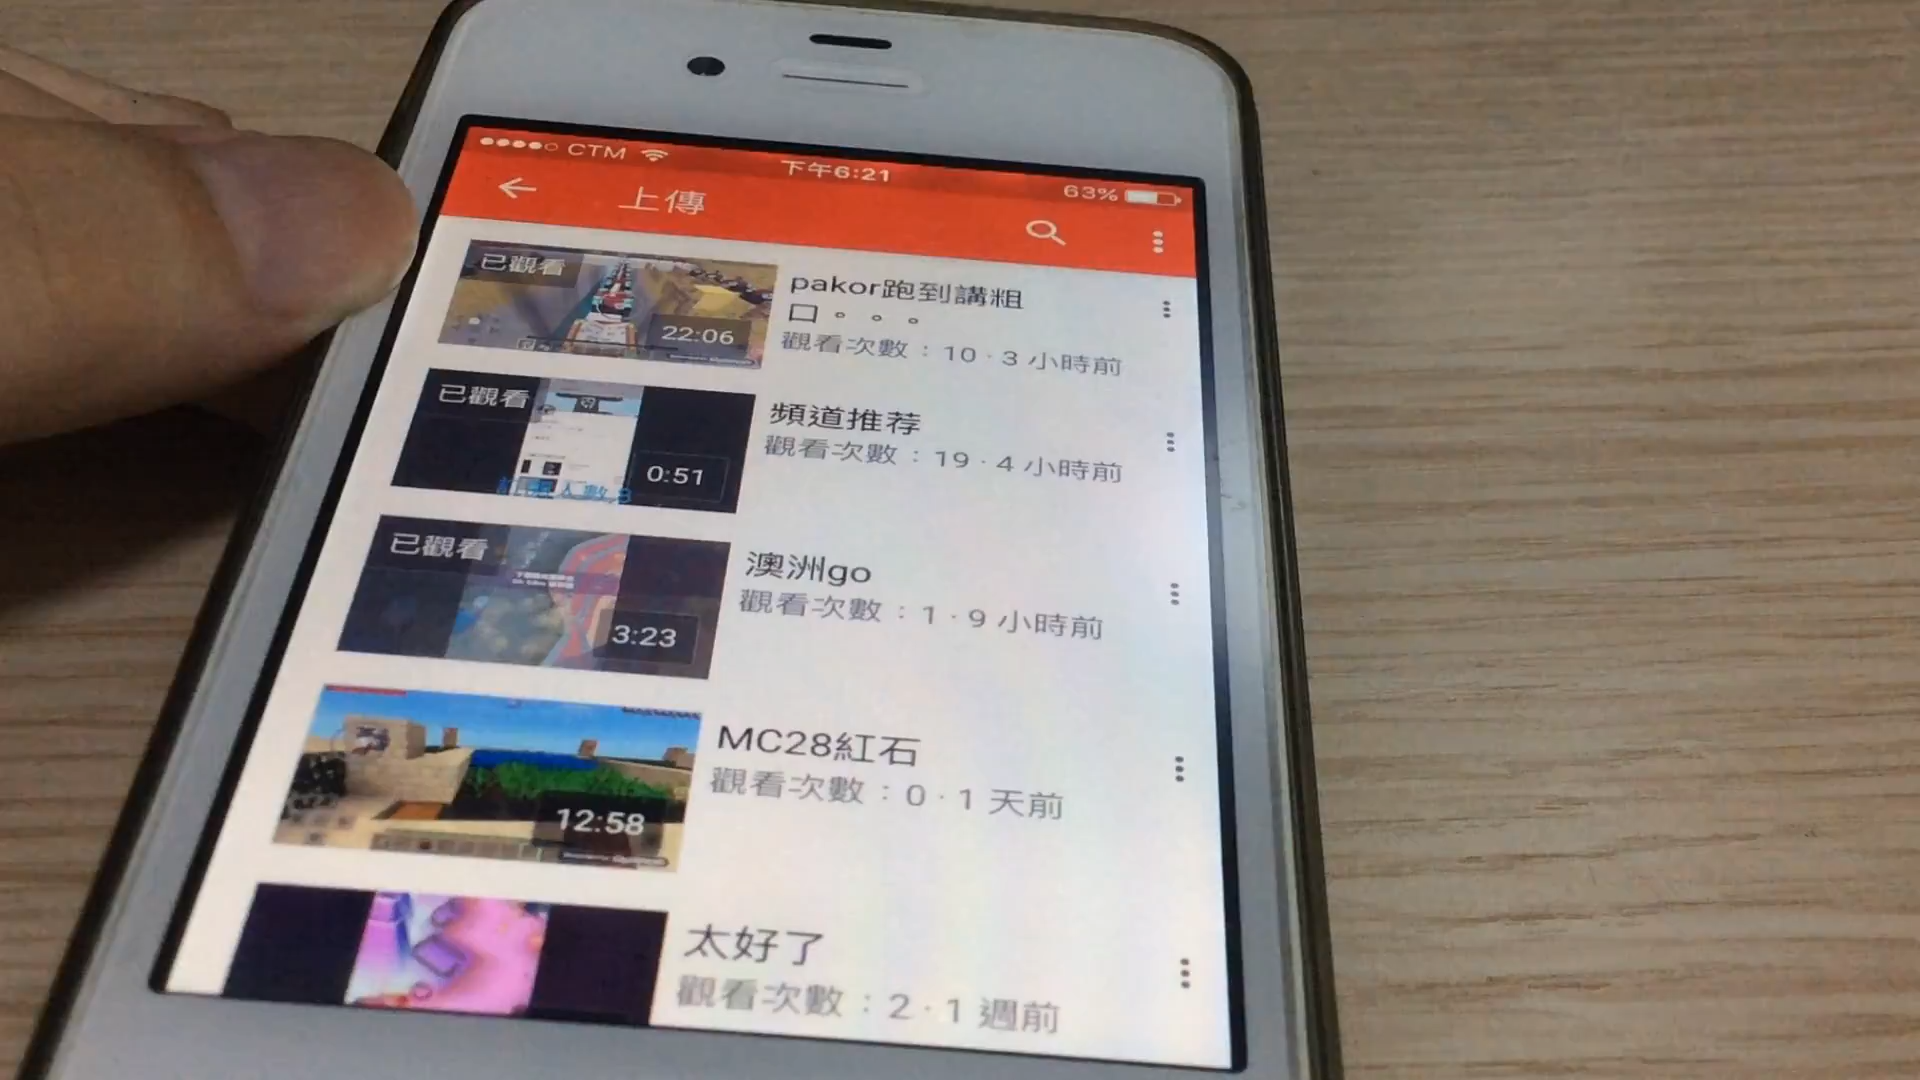 CTM
下午6:21
63%
上傳
已觀看
22:06
pakor跑到講粗
口。。。
觀看次數：10 · 3 小時前
已觀看
0:51
頻道推荐
觀看次數：19 · 4 小時前
已觀看
3:23
澳洲go
觀看次數：1 · 9 小時前
12:58
MC28紅石
觀看次數：0 · 1 天前
太好了
觀看次數：2 · 1 週前